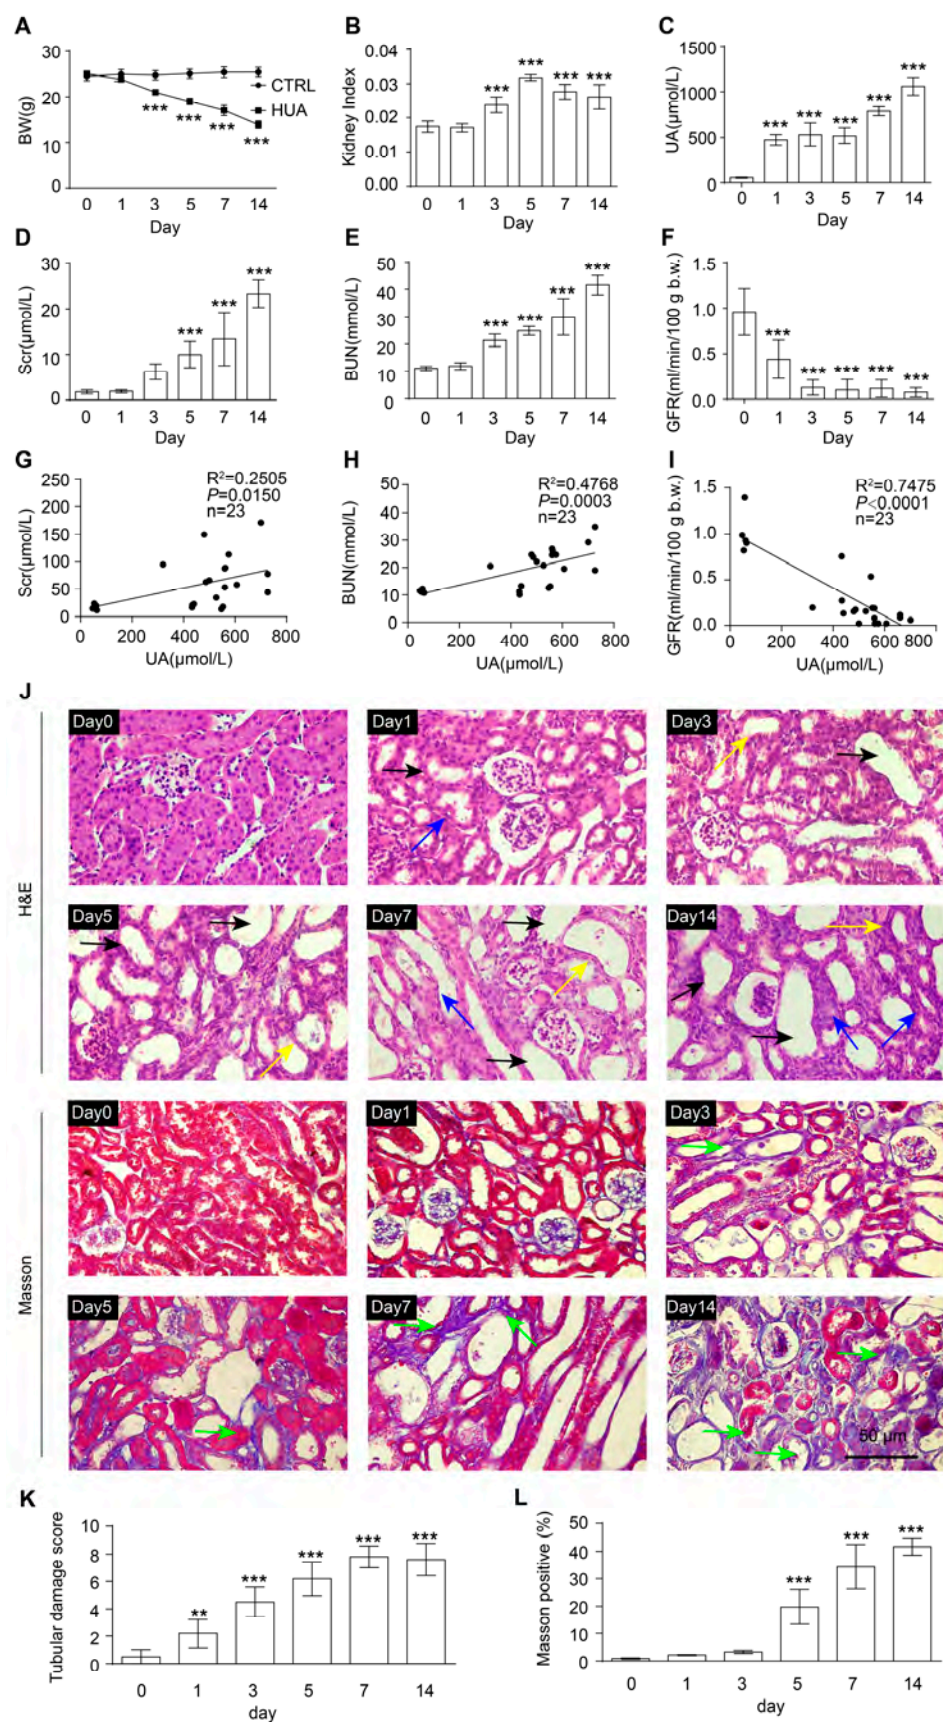 A
BW(g)
30
20
10
0
CTRL
HUA
***
***
***
***
0 1 3 5 7 14
Day
B
Kidney Index
0.04
0.03
0.02
0.01
0.00
***
***
***
***
0 1 3 5 7 14
Day
C
UA(μmol/L)
1500
1000
500
0
***
***
***
***
***
0 1 3 5 7 14
Day
D
Scr(μmol/L)
30
20
10
0
***
***
***
0 1 3 5 7 14
Day
E
BUN(mmol/L)
50
40
30
20
10
0
***
***
***
***
0 1 3 5 7 14
Day
F
GFR(ml/min/100 g b.w.)
1.5
1.0
0.5
0.0
***
***
***
***
***
0 1 3 5 7 14
Day
G
Scr(μmol/L)
250
200
150
100
50
0
R²=0.2505
P=0.0150
n=23
0 200 400 600 800
UA(μmol/L)
H
BUN(mmol/L)
50
40
30
20
10
0
R²=0.4768
P=0.0003
n=23
0 200 400 600 800
UA(μmol/L)
I
GFR(ml/min/100 g b.w.)
1.5
1.0
0.5
0.0
R²=0.7475
P<0.0001
n=23
0 200 400 600 800
UA(μmol/L)
J
H&E
Day0
Day1
Day3
Day5
Day7
Day14
Masson
Day0
Day1
Day3
Day5
Day7
Day14
50 μm
K
Tubular damage score
10
8
6
4
2
0
**
***
***
***
***
0 1 3 5 7 14
day
L
Masson positive (%)
50
40
30
20
10
0
***
***
***
0 1 3 5 7 14
day